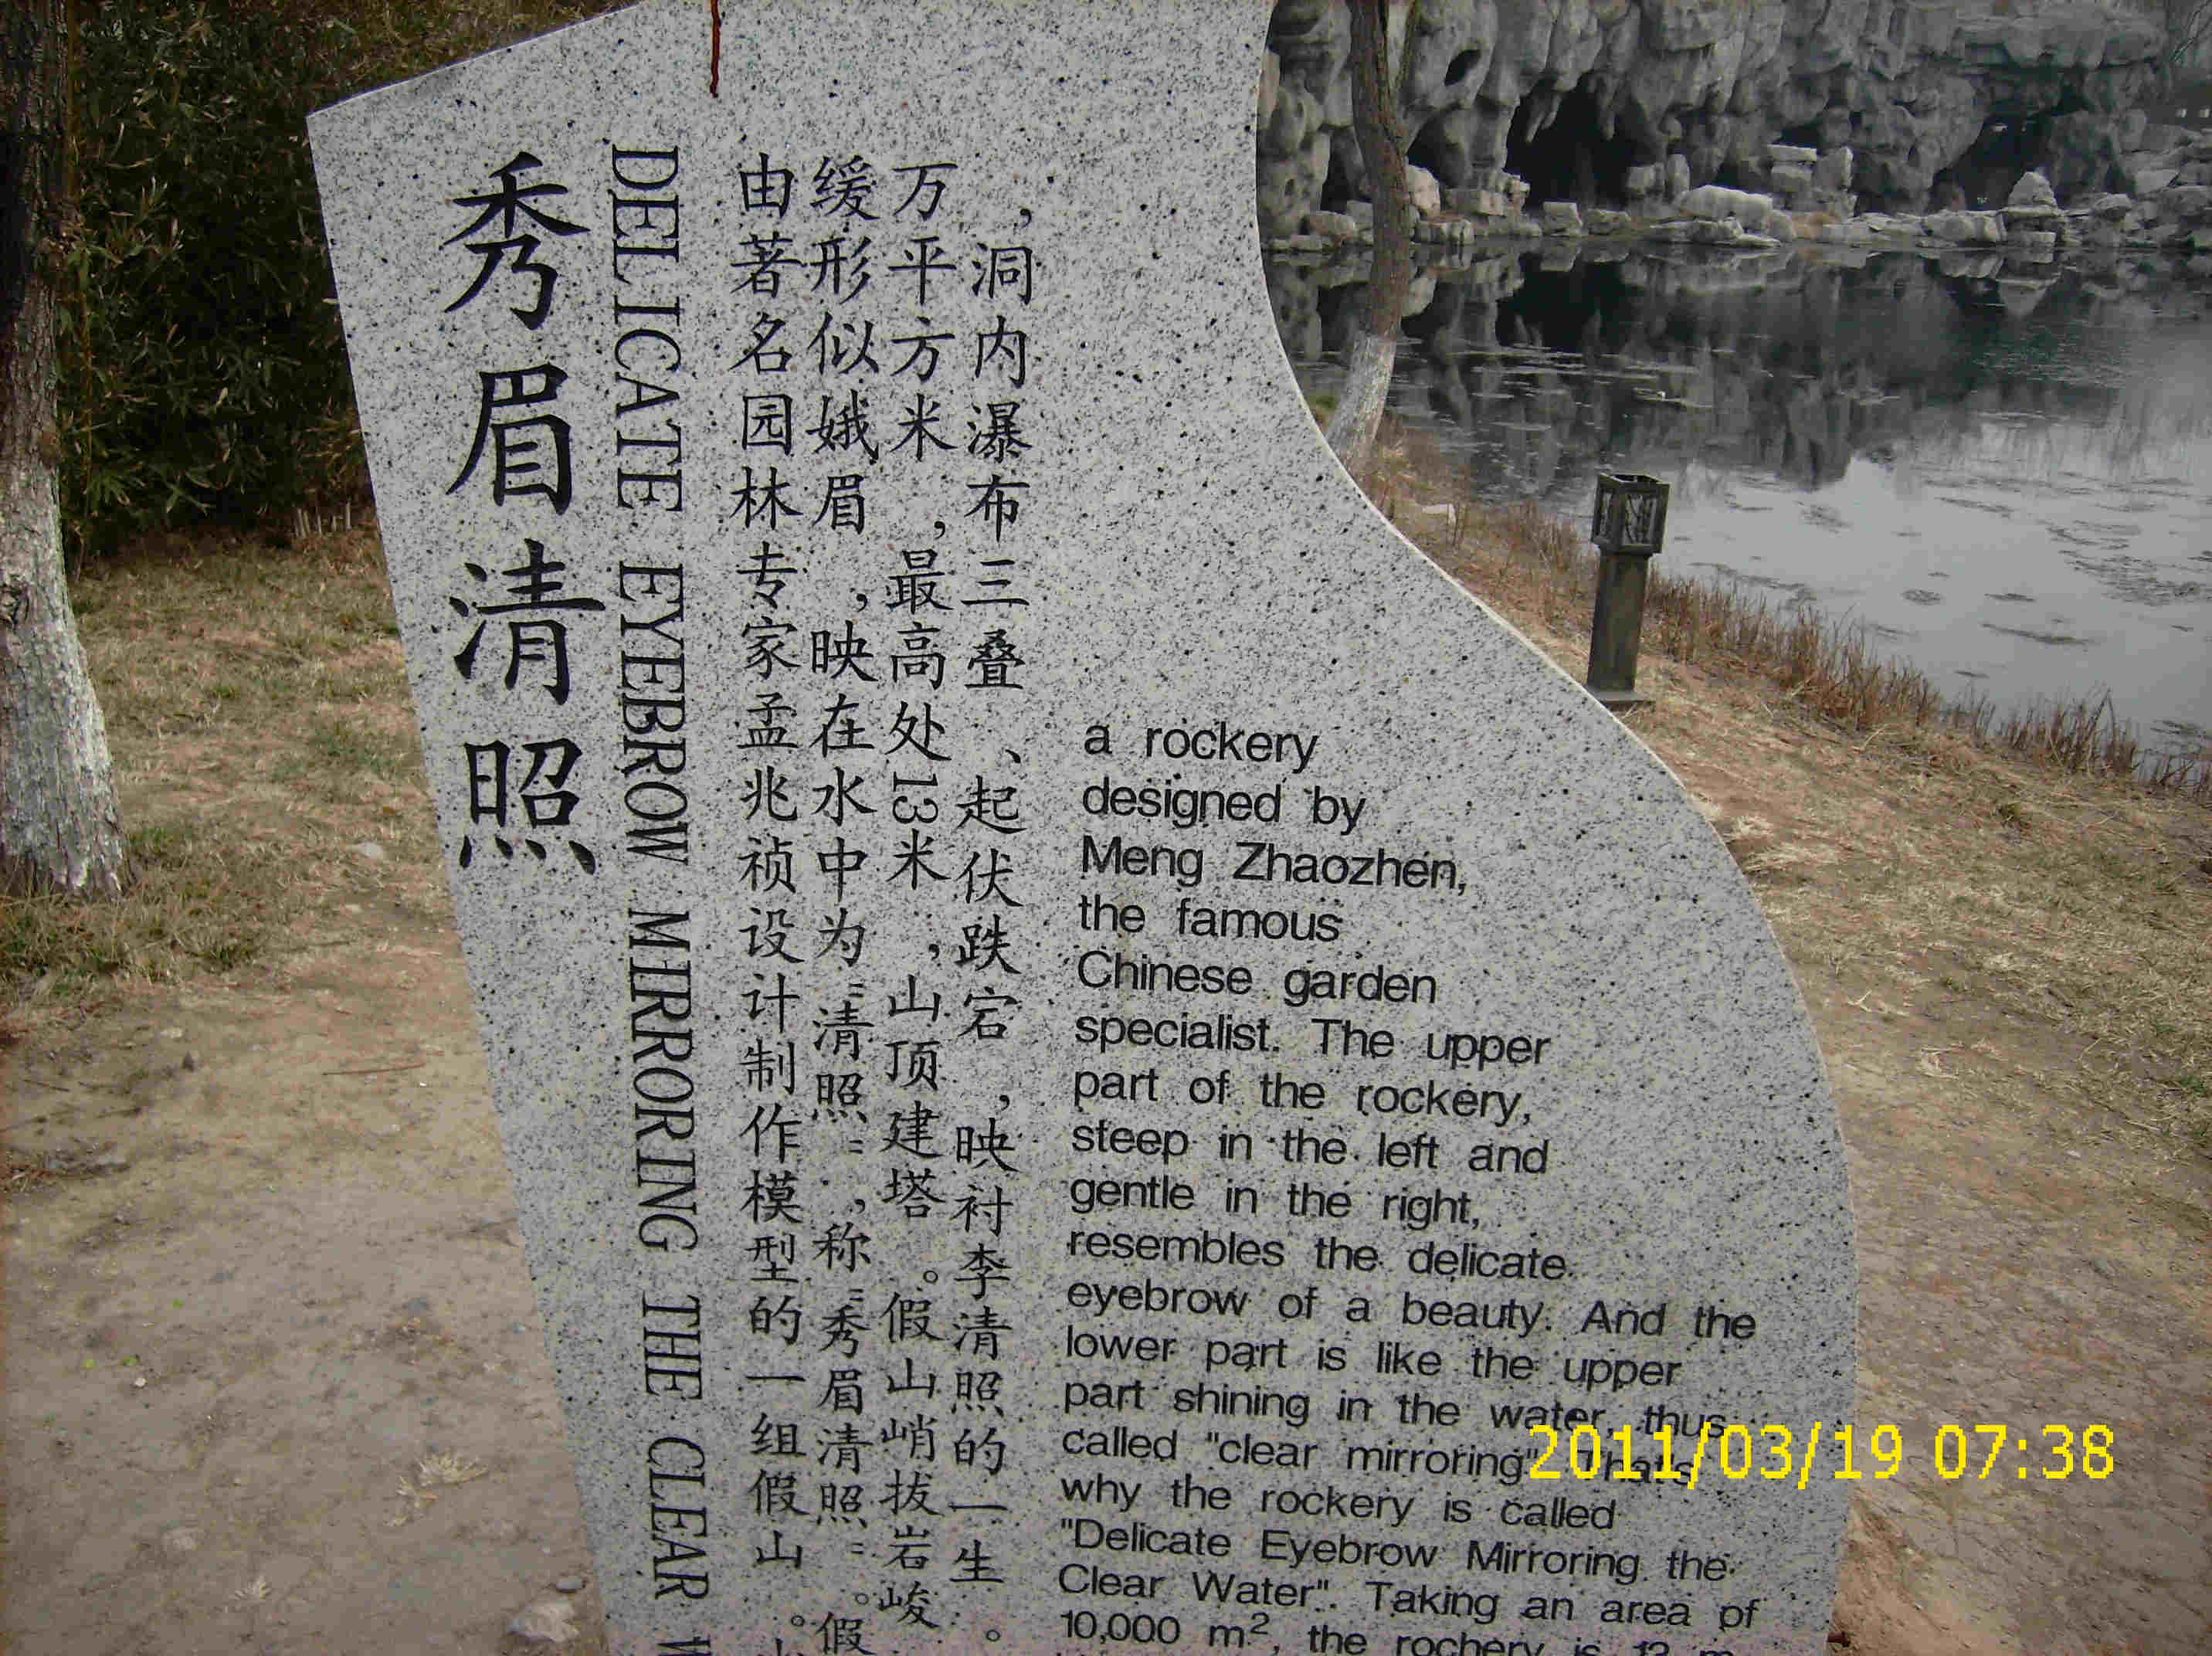 秀眉清照
DELICATE EYEBROW MIRRORING THE CLEAR
由著名园林专家孟兆祯设计制作模型的一组假山。
缓形似娥眉，映在水中为"清照"，称"秀眉清照"。假
万平方米，最高处13米，山顶建塔。假山峭拔岩峻
，洞内瀑布三叠、起伏跌宕，映衬李清照的一生。
a rockery
designed by
Meng Zhaozhen,
the famous
Chinese garden
specialist. The upper
part of the rockery,
steep in the left and
gentle in the right,
resembles the delicate
eyebrow of a beauty. And the
lower part is like the upper
part shining in the water, thus
called "clear mirroring". That's
why the rockery is called
"Delicate Eyebrow Mirroring the
Clear Water". Taking an area of
10,000 m², the rochery is 13 m
2011/03/19 07:38